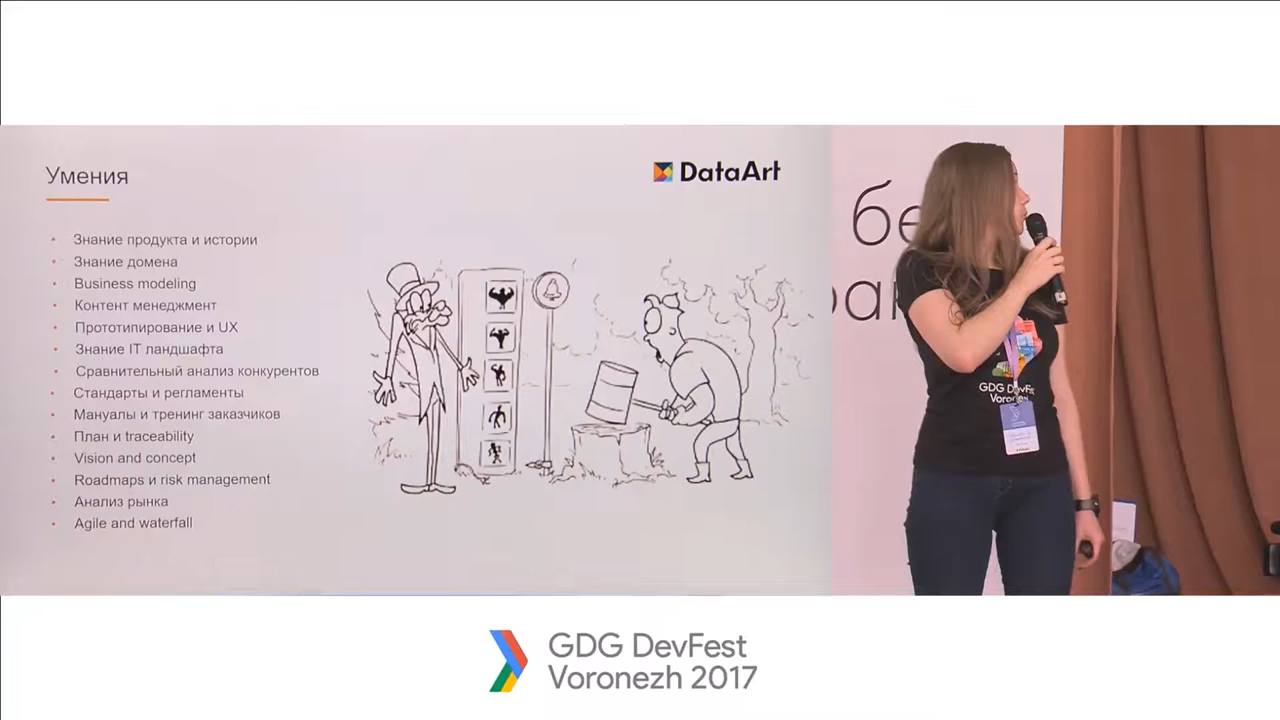 Умения
DataArt
Знание продукта и истории
Знание домена
Business modeling
Контент менеджмент
Прототипирование и UX
Знание IT ландшафта
Сравнительный анализ конкурентов
Стандарты и регламенты
Мануалы и тренинг заказчиков
План и traceability
Vision and concept
Roadmaps и risk management
Анализ рынка
Agile and waterfall
бе
GDG DevFest
Voronezh 2017